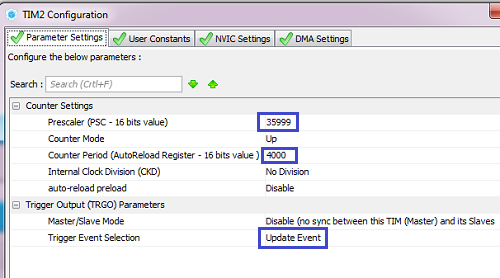 TIM2 Configuration
Parameter Settings User Constants NVIC Settings DMA Settings
Configure the below parameters :
Search : Search (Crtl+F)
Counter Settings
Prescaler (PSC - 16 bits value) 35999
Counter Mode Up
Counter Period (AutoReload Register - 16 bits value ) 4000
Internal Clock Division (CKD) No Division
auto-reload preload Disable
Trigger Output (TRGO) Parameters
Master/Slave Mode Disable (no sync between this TIM (Master) and its Slaves
Trigger Event Selection Update Event